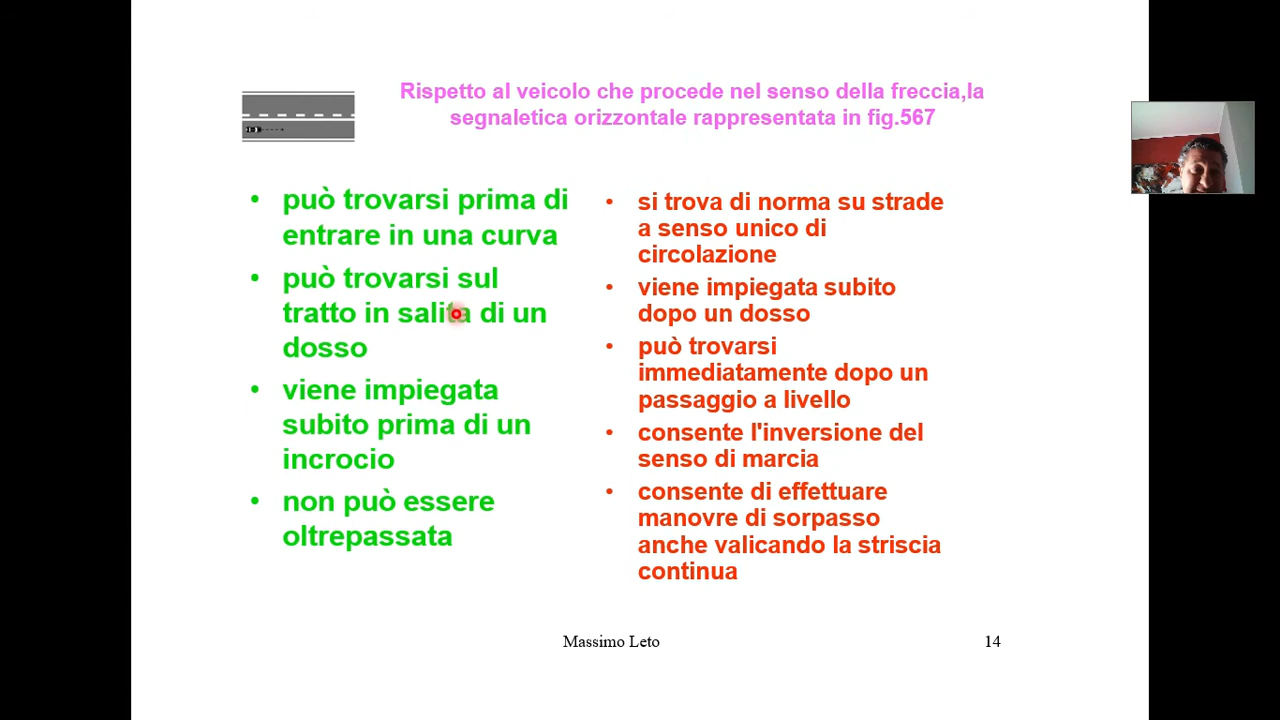 Rispetto al veicolo che procede nel senso della freccia,la
segnaletica orizzontale rappresentata in fig.567
• può trovarsi prima di
entrare in una curva
• può trovarsi sul
tratto in salita di un
dosso
• viene impiegata
subito prima di un
incrocio
• non può essere
oltrepassata
• si trova di norma su strade
a senso unico di
circolazione
• viene impiegata subito
dopo un dosso
• può trovarsi
immediatamente dopo un
passaggio a livello
• consente l'inversione del
senso di marcia
• consente di effettuare
manovre di sorpasso
anche valicando la striscia
continua
Massimo Leto
14